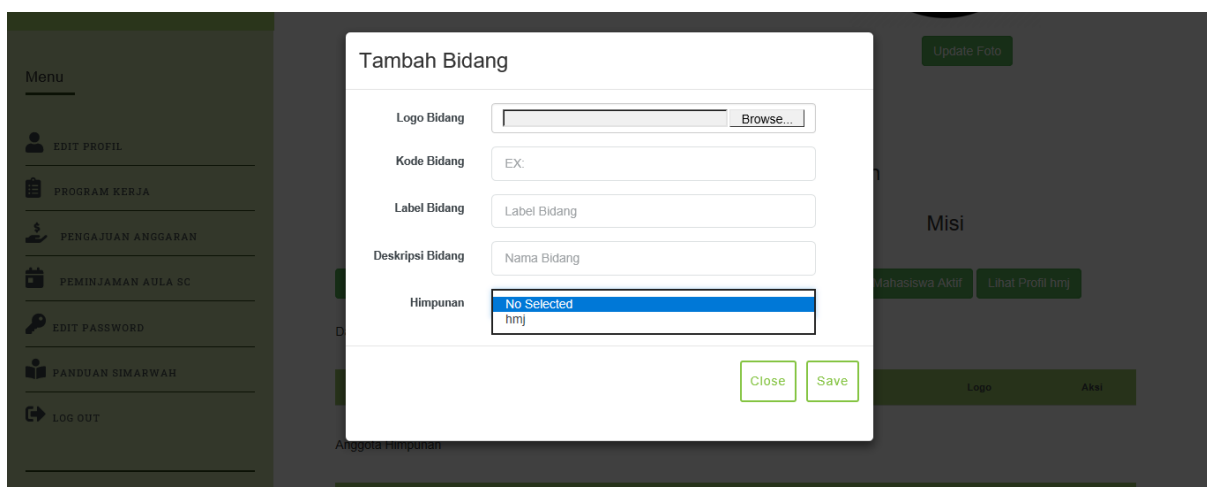 Menu
EDIT PROFIL
PROGRAM KERJA
PENGAJUAN ANGGARAN
PEMINJAMAN AULA SC
EDIT PASSWORD
PANDUAN SIMARWAH
LOG OUT
Update Foto
Tambah Bidang
Logo Bidang Browse...
Kode Bidang EX:
Label Bidang Label Bidang
Deskripsi Bidang Nama Bidang
Himpunan No Selected
hmj
Close Save
Misi
Mahasiswa Aktif Lihat Profil hmj
Logo Aksi
Anggota Himpunan